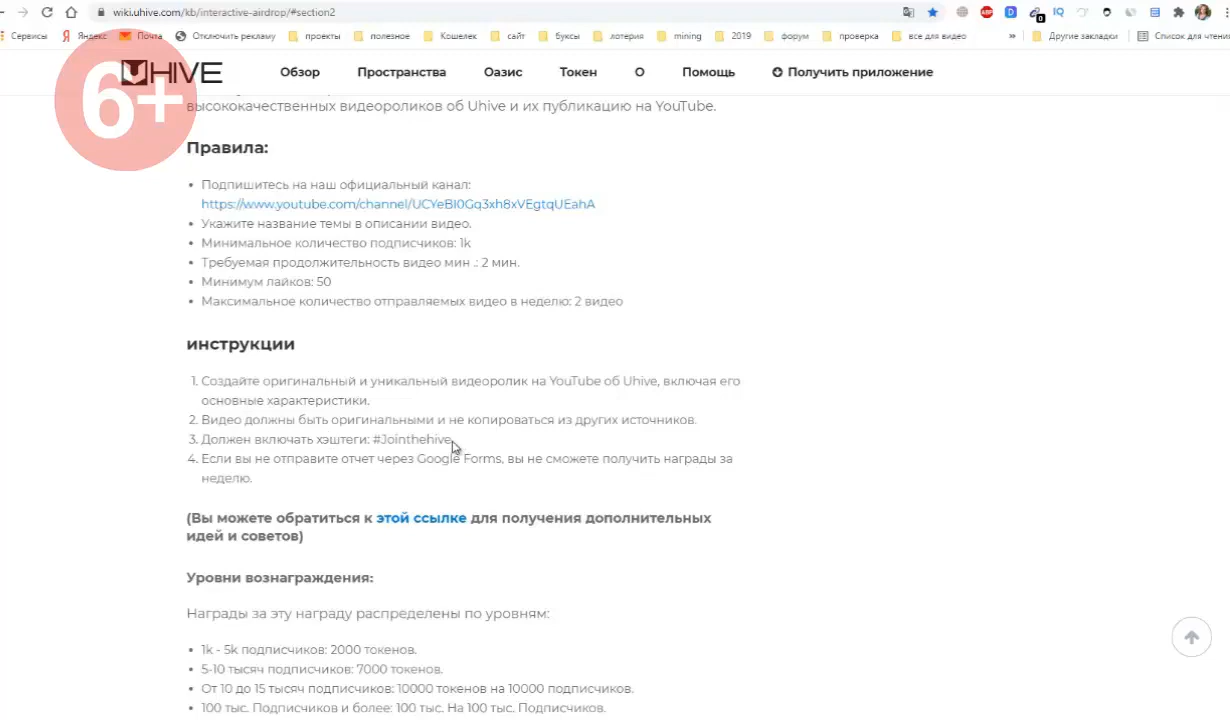 wiki.uhive.com/kb/interactive-airdrop/#section2
Сервисы Яндекс Почта Отключить рекламу проекты полезное Кошелек сайт буксы лотерия mining 2019 форум проверка все для видео » Другие закладки Список для чтения
6+
UHIVE Обзор Пространства Оазис Токен О Помощь Получить приложение
высококачественных видеороликов об Uhive и их публикацию на YouTube.
Правила:
• Подпишитесь на наш официальный канал:
https://www.youtube.com/channel/UCYeBI0Gq3xh8xVEgtqUEahA
• Укажите название темы в описании видео.
• Минимальное количество подписчиков: 1k
• Требуемая продолжительность видео мин .: 2 мин.
• Минимум лайков: 50
• Максимальное количество отправляемых видео в неделю: 2 видео
инструкции
1. Создайте оригинальный и уникальный видеоролик на YouTube об Uhive, включая его
основные характеристики.
2. Видео должны быть оригинальными и не копироваться из других источников.
3. Должен включать хэштеги: #Jointhehive
4. Если вы не отправите отчет через Google Forms, вы не сможете получить награды за
неделю.
(Вы можете обратиться к этой ссылке для получения дополнительных
идей и советов)
Уровни вознаграждения:
Награды за эту награду распределены по уровням:
• 1k - 5k подписчиков: 2000 токенов.
• 5-10 тысяч подписчиков: 7000 токенов.
• От 10 до 15 тысяч подписчиков: 10000 токенов на 10000 подписчиков.
• 100 тыс. Подписчиков и более: 100 тыс. На 100 тыс. Подписчиков.